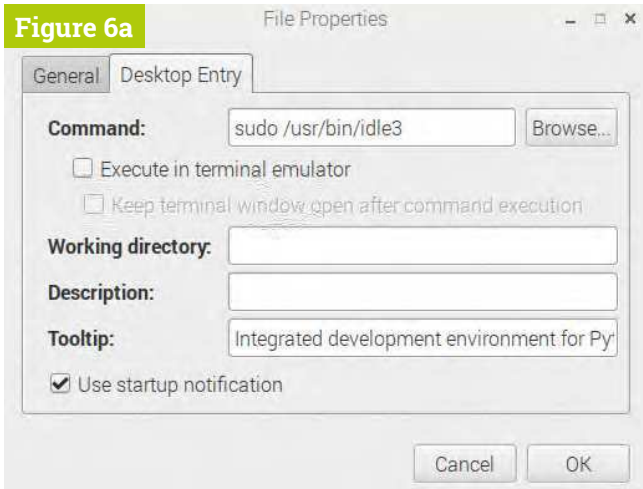 Figure 6a
File Properties
General Desktop Entry
Command: sudo /usr/bin/idle3 Browse...
Execute in terminal emulator
Keep terminal window open after command execution
Working directory:
Description:
Tooltip: Integrated development environment for Pyt
Use startup notification
Cancel OK